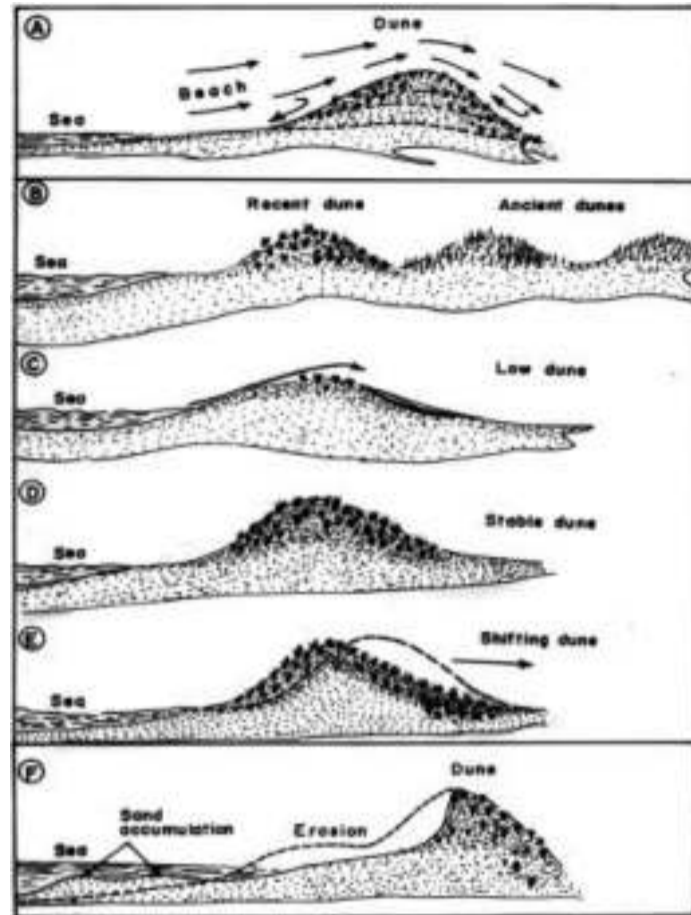 A
Dune
Beach
Sea
B
Recent dune
Ancient dunes
Sea
C
Low dune
Sea
D
Stable dune
Sea
E
Shifting dune
Sea
F
Dune
Sand
accumulation
Erosion
Sea